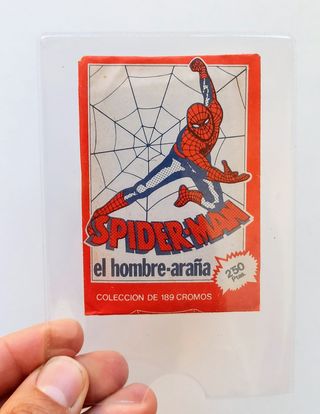 SPIDER-MAN
el hombre-araña
2'50
Ptas.
COLECCION DE 189 CROMOS